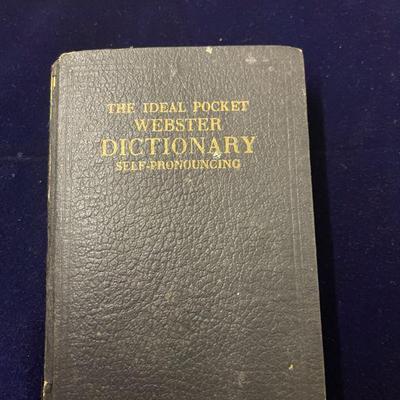 THE IDEAL POCKET
WEBSTER
DICTIONARY
SELF-PRONOUNCING